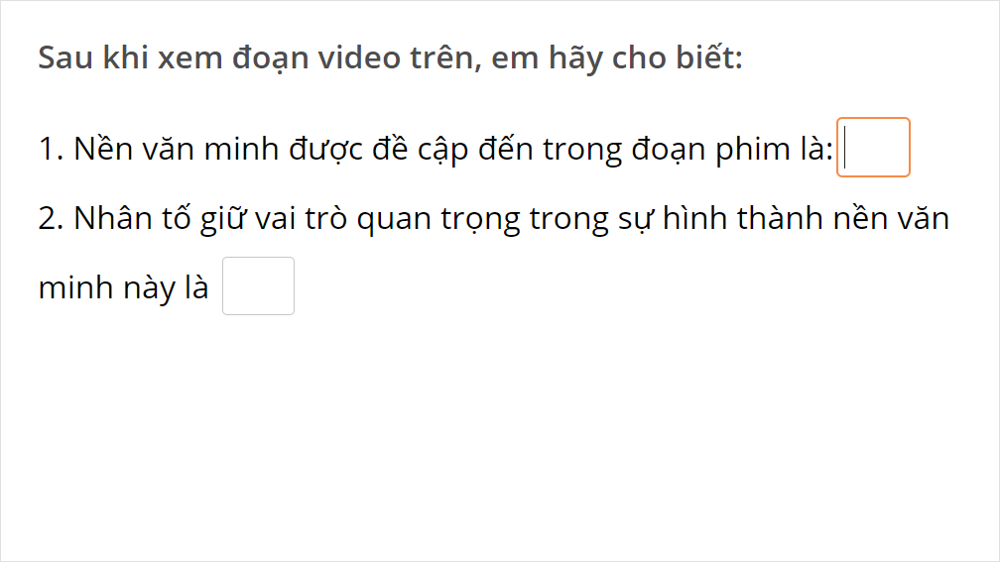 Sau khi xem đoạn video trên, em hãy cho biết:
1. Nền văn minh được đề cập đến trong đoạn phim là:
2. Nhân tố giữ vai trò quan trọng trong sự hình thành nền văn
minh này là